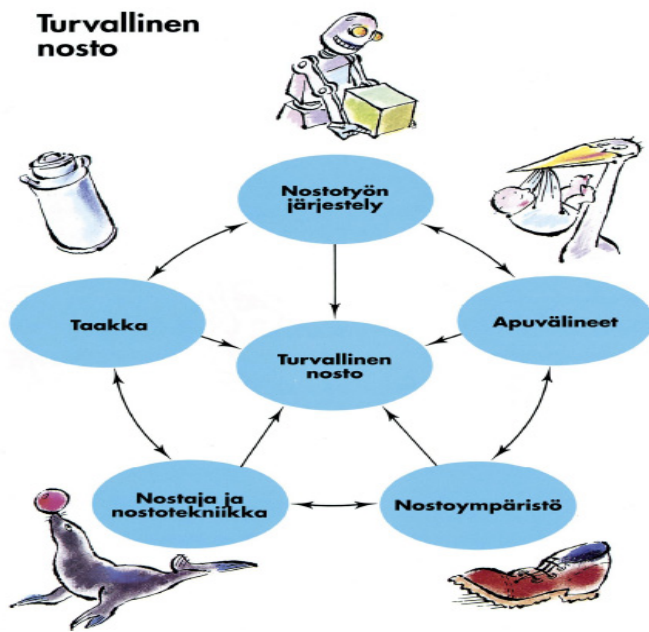 Turvallinen
nosto
Nostotyön
järjestely
Taakka
Apuvälineet
Turvallinen
nosto
Nostaja ja
nostotekniikka
Nostoympäristö